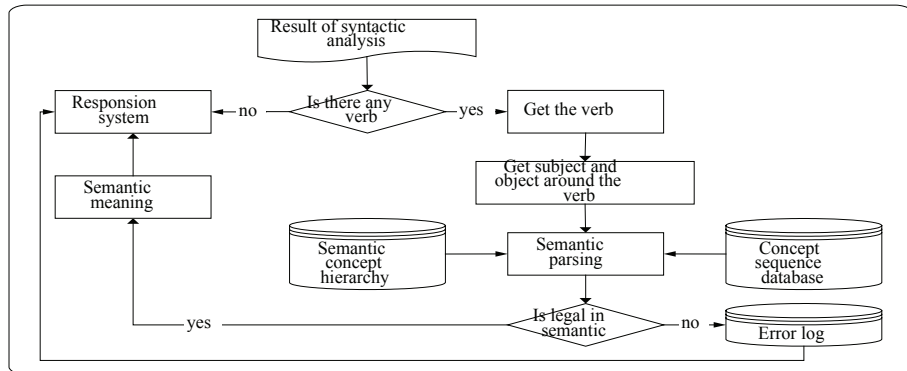 Result of syntactic
analysis
Responsion
system
no
Is there any
verb
yes
Get the verb
Get subject and
object around the
verb
Semantic
meaning
Semantic
concept
hierarchy
Semantic
parsing
Concept
sequence
database
yes
Is legal in
semantic
no
Error log